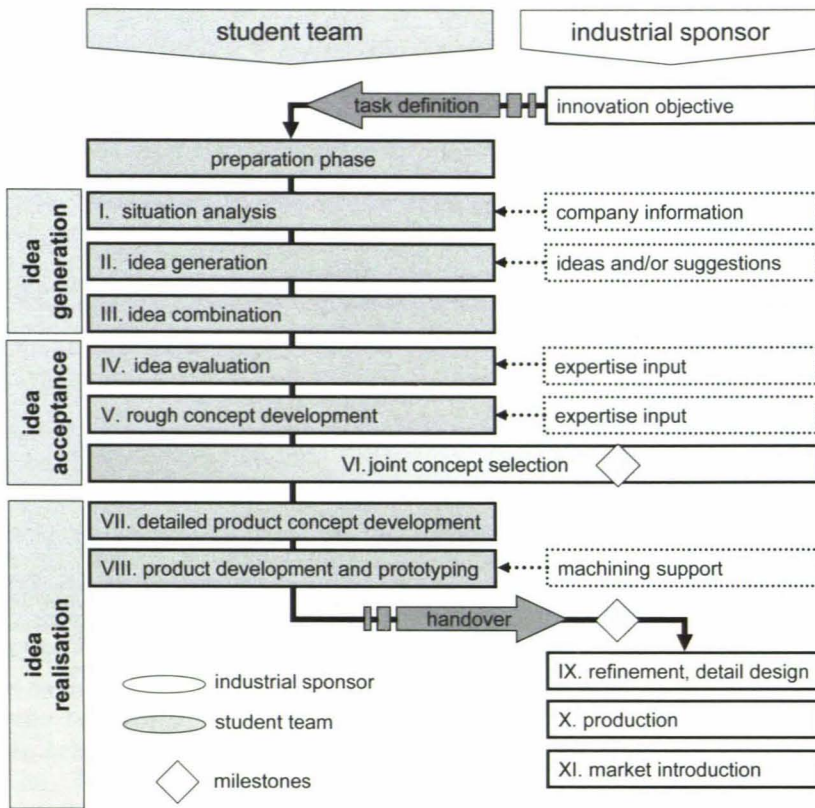 student team
industrial sponsor
task definition
innovation objective
preparation phase
idea
generation
I. situation analysis
company information
II. idea generation
ideas and/or suggestions
III. idea combination
idea
acceptance
IV. idea evaluation
expertise input
V. rough concept development
expertise input
VI. joint concept selection
idea
realisation
VII. detailed product concept development
VIII. product development and prototyping
machining support
handover
IX. refinement, detail design
X. production
XI. market introduction
industrial sponsor
student team
milestones